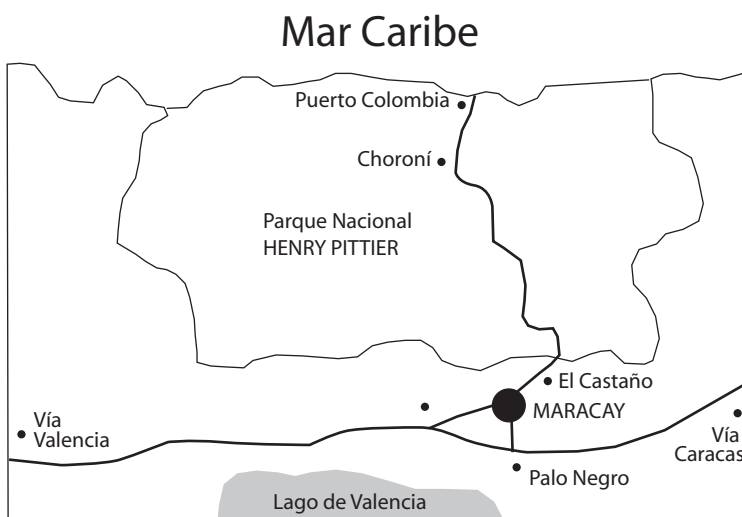 Mar Caribe
Puerto Colombia
Choroní
Parque Nacional
HENRY PITTIER
El Castaño
MARACAY
Vía
Valencia
Vía
Caracas
Palo Negro
Lago de Valencia